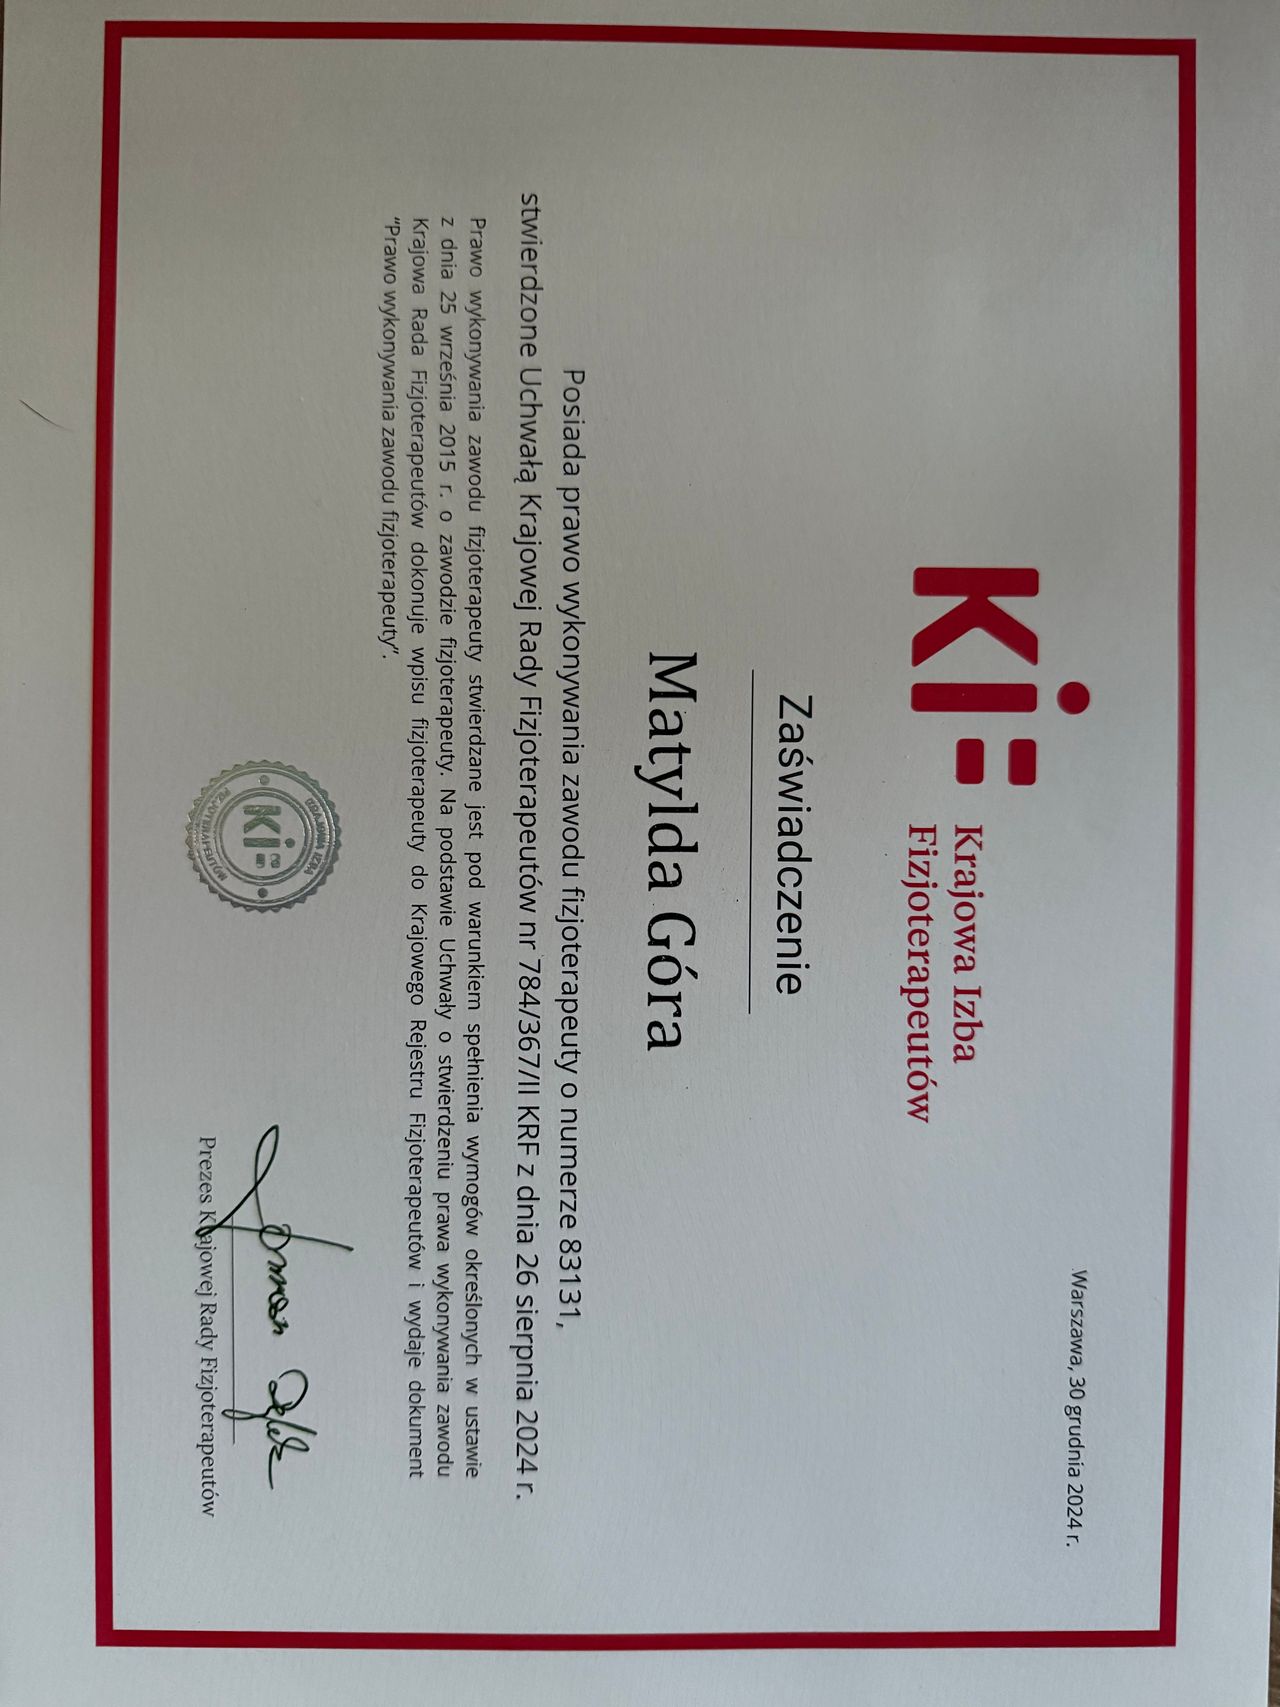 Warszawa, 30 grudnia 2024 r.
Krajowa Izba
Fizjoterapeutów
Zaświadczenie
Matylda Góra
Posiada prawo wykonywania zawodu fizjoterapeuty o numerze 83131,
stwierdzone Uchwałą Krajowej Rady Fizjoterapeutów nr 784/367/II KRF z dnia 26 sierpnia 2024 r.
Prawo wykonywania zawodu fizjoterapeuty stwierdzane jest pod warunkiem spełnienia wymogów określonych w ustawie
z dnia 25 września 2015 r. o zawodzie fizjoterapeuty. Na podstawie Uchwały o stwierdzeniu prawa wykonywania zawodu
Krajowa Rada Fizjoterapeutów dokonuje wpisu fizjoterapeuty do Krajowego Rejestru Fizjoterapeutów i wydaje dokument
“Prawo wykonywania zawodu fizjoterapeuty”.
KRAJOWA IZBA
KIF
FIZJOTERAPEUTÓW
Prezes Krajowej Rady Fizjoterapeutów